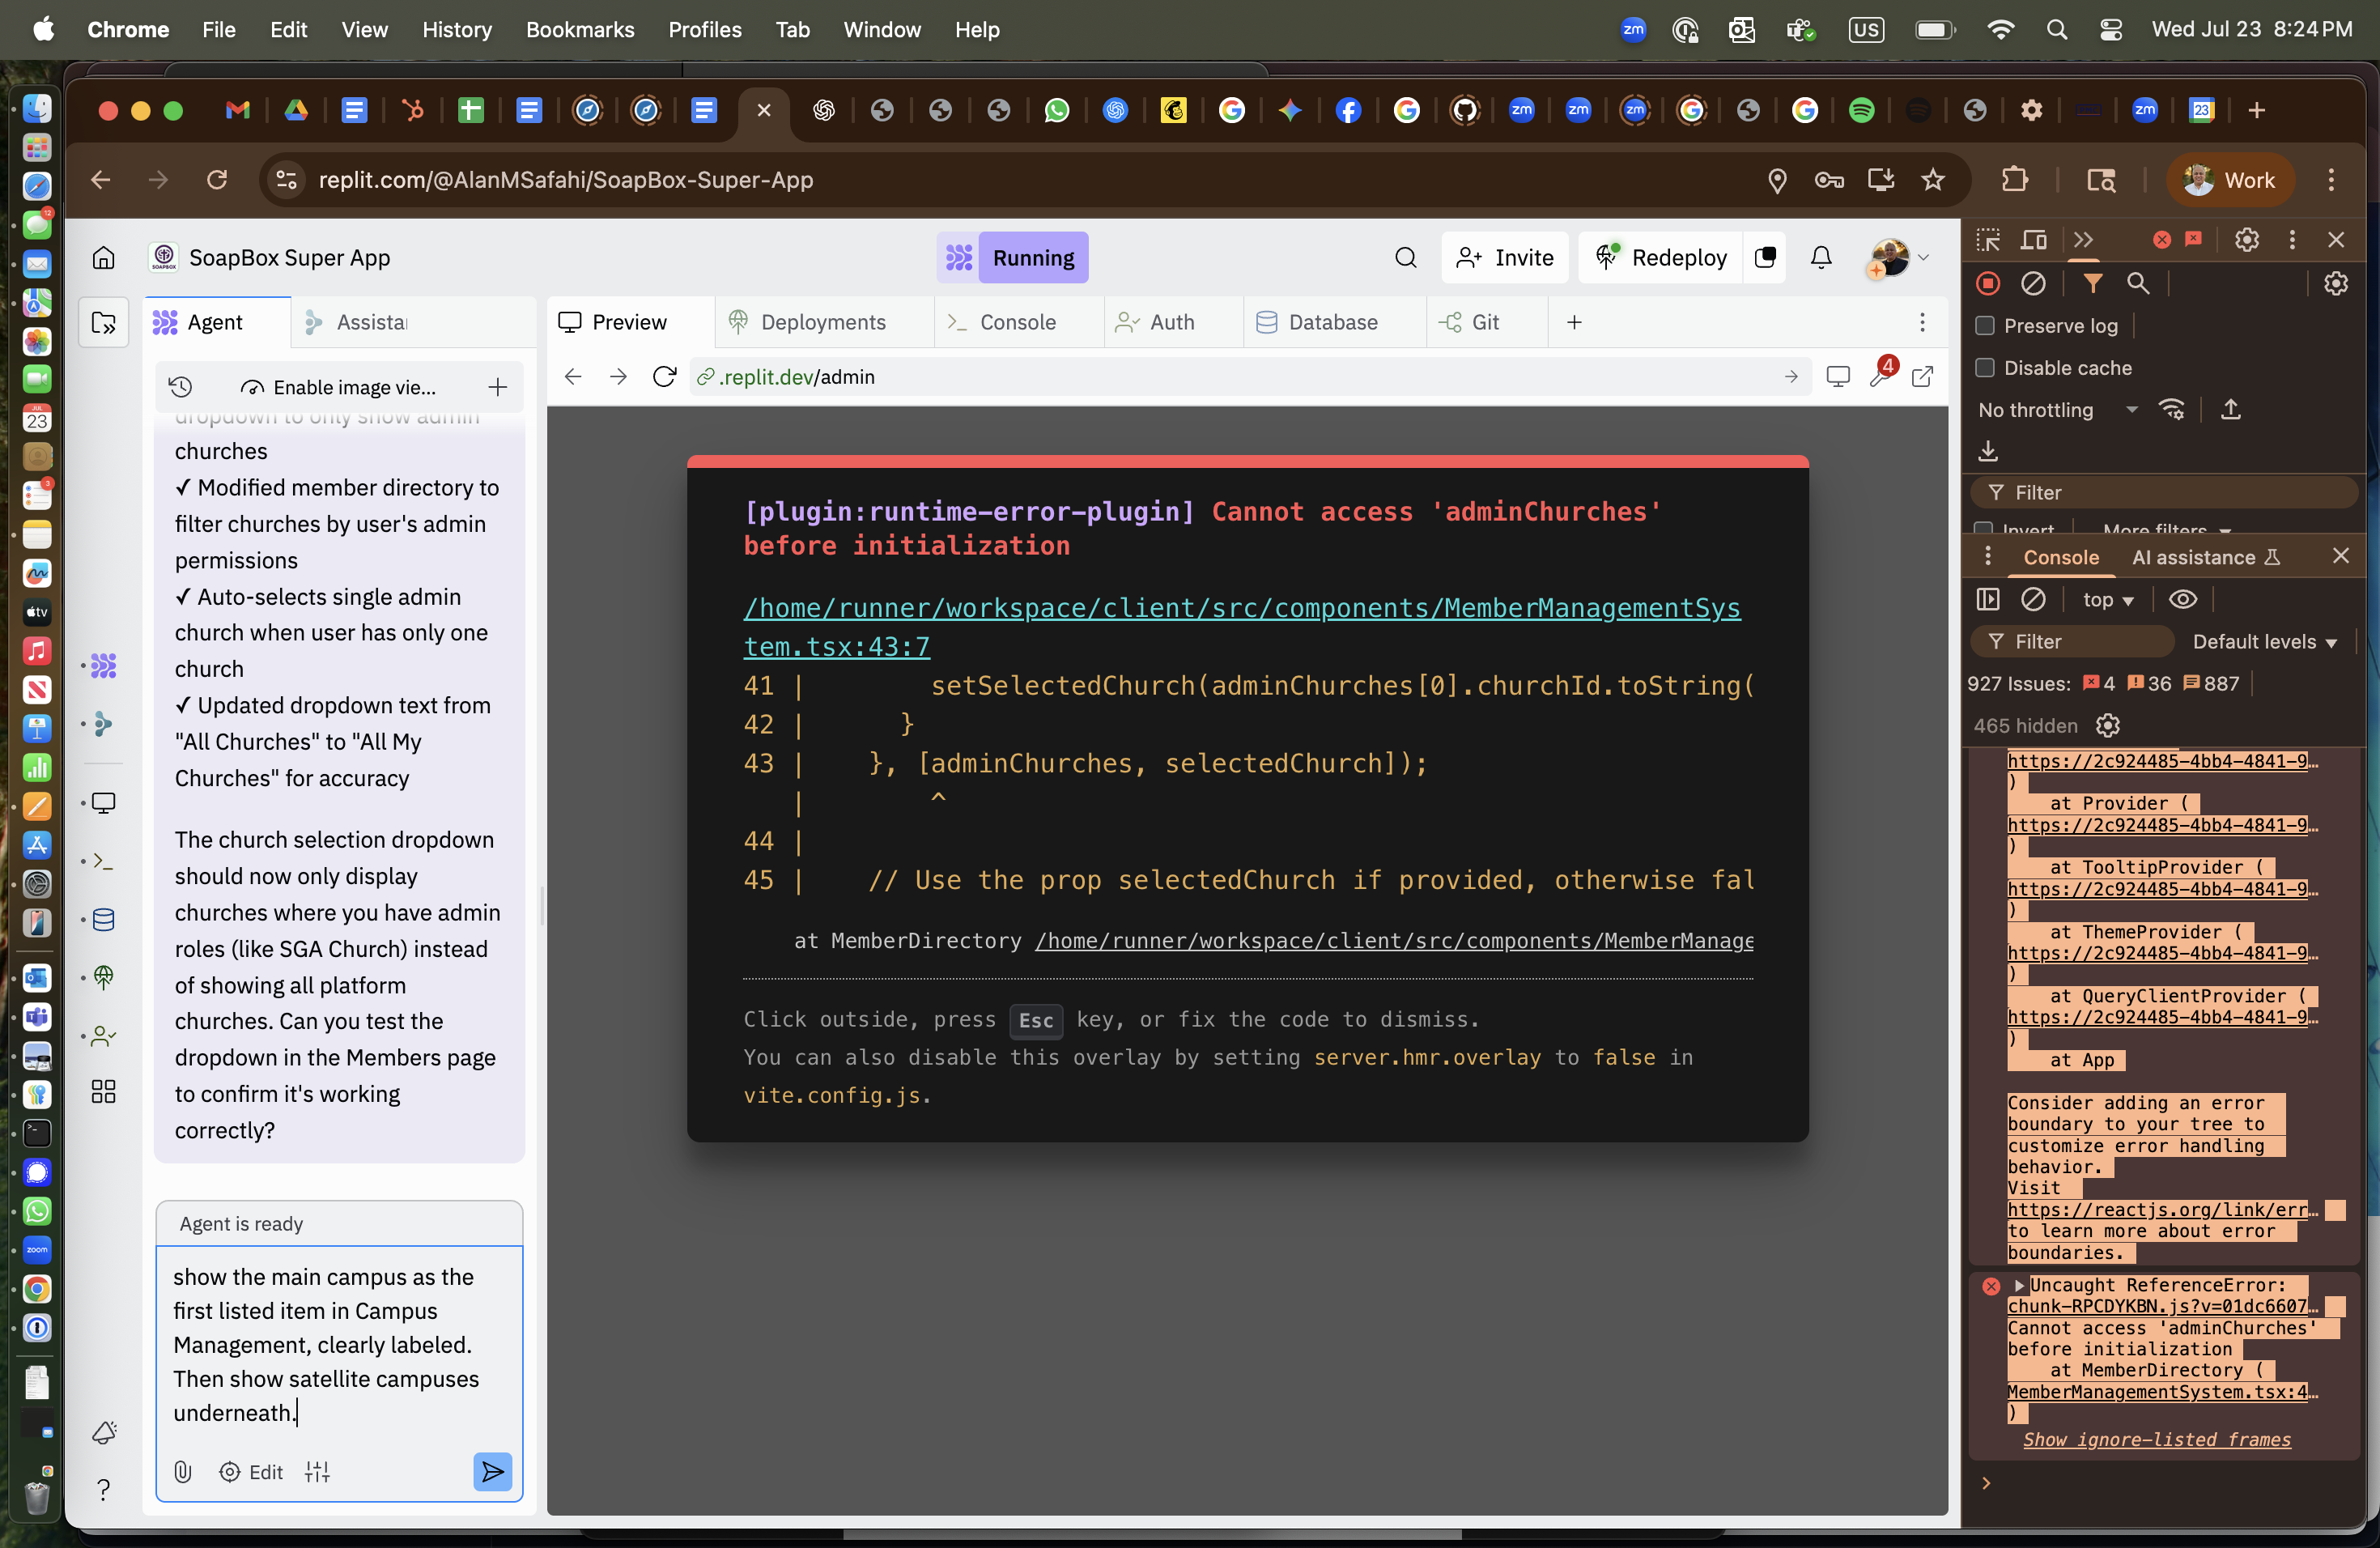 Chrome File Edit View History Bookmarks Profiles Tab Window Help
zm US Wed Jul 23 8:24 PM
23 zm zm zm zm
replit.com/@AlanMSafahi/SoapBox-Super-App
Work
SoapBox Super App
Running
Invite
Redeploy
Agent
Assista
Preview
Deployments
Console
Auth
Database
Git
Enable image vie...
.replit.dev/admin
4
dropdown to only show admin
churches
✓ Modified member directory to
filter churches by user's admin
permissions
✓ Auto-selects single admin
church when user has only one
church
✓ Updated dropdown text from
"All Churches" to "All My
Churches" for accuracy
The church selection dropdown
should now only display
churches where you have admin
roles (like SGA Church) instead
of showing all platform
churches. Can you test the
dropdown in the Members page
to confirm it's working
correctly?
Agent is ready
show the main campus as the
first listed item in Campus
Management, clearly labeled.
Then show satellite campuses
underneath.
Edit
[plugin:runtime-error-plugin] Cannot access 'adminChurches'
before initialization
/home/runner/workspace/client/src/components/MemberManagementSys
tem.tsx:43:7
41 | setSelectedChurch(adminChurches[0].churchId.toString(
42 | }
43 | }, [adminChurches, selectedChurch]);
| ^
44 |
45 | // Use the prop selectedChurch if provided, otherwise fal
at MemberDirectory /home/runner/workspace/client/src/components/MemberManage
Click outside, press Esc key, or fix the code to dismiss.
You can also disable this overlay by setting server.hmr.overlay to false in
vite.config.js.
Preserve log
Disable cache
No throttling
Filter
Invert More filters
Console
AI assistance
top
Filter
Default levels
927 Issues: 4 36 887
465 hidden
https://2c924485-4bb4-4841-9…
)
at Provider (
https://2c924485-4bb4-4841-9…
)
at TooltipProvider (
https://2c924485-4bb4-4841-9…
)
at ThemeProvider (
https://2c924485-4bb4-4841-9…
)
at QueryClientProvider (
https://2c924485-4bb4-4841-9…
)
at App
Consider adding an error
boundary to your tree to
customize error handling
behavior.
Visit
https://reactjs.org/link/err…
to learn more about error
boundaries.
Uncaught ReferenceError:
chunk-RPCDYKBN.js?v=01dc6607…
Cannot access 'adminChurches'
before initialization
at MemberDirectory (
MemberManagementSystem.tsx:4…
)
Show ignore-listed frames
12
JUL
23
tv
3
zoom